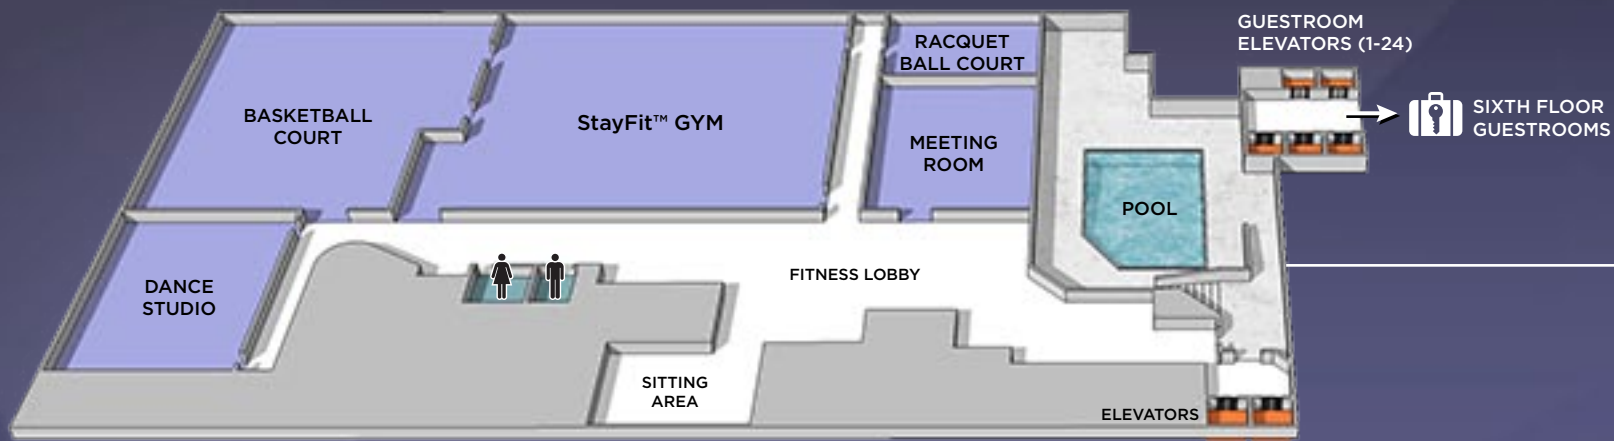 GUESTROOM
ELEVATORS (1-24)
RACQUET
BALL COURT
SIXTH FLOOR
GUESTROOMS
BASKETBALL
COURT
StayFit™ GYM
MEETING
ROOM
POOL
FITNESS LOBBY
DANCE
STUDIO
SITTING
AREA
ELEVATORS